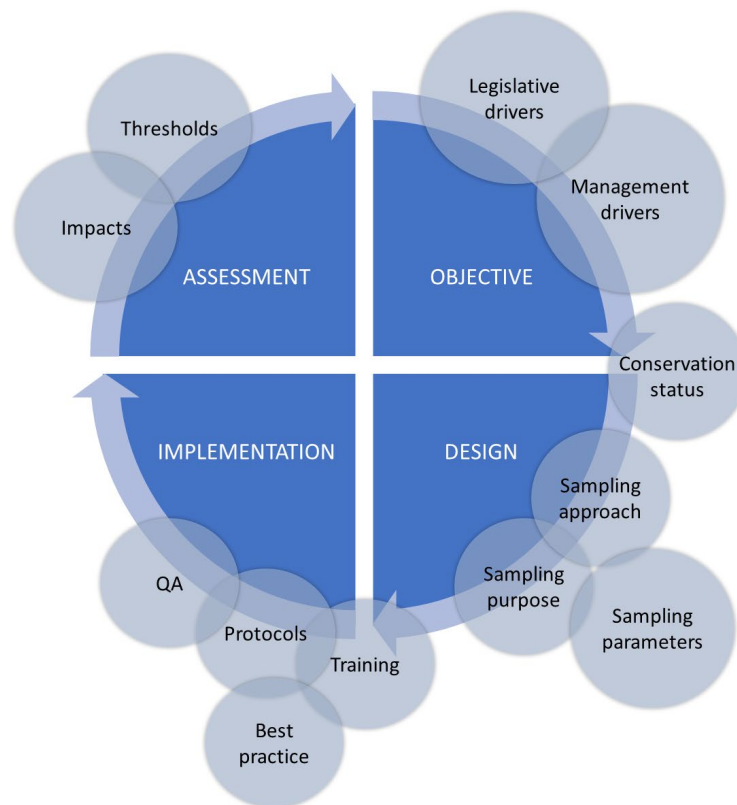 Legislative
drivers
Thresholds
Management
drivers
Impacts
ASSESSMENT
OBJECTIVE
Conservation
status
IMPLEMENTATION
DESIGN
Sampling
approach
QA
Sampling
purpose
Sampling
parameters
Protocols
Training
Best
practice